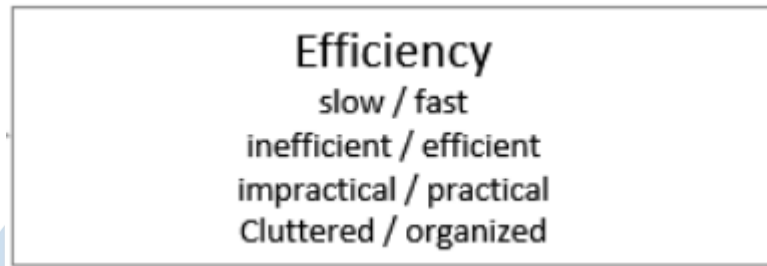 Efficiency
slow / fast
inefficient / efficient
impractical / practical
Cluttered / organized